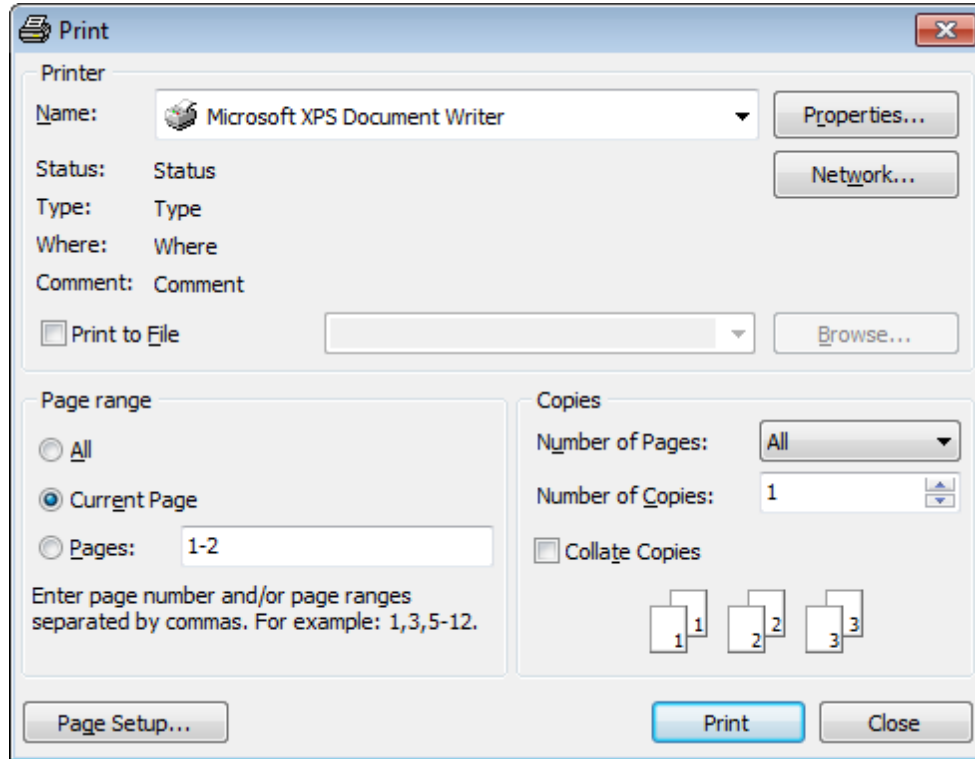 Print
Printer
Name: Microsoft XPS Document Writer Properties...
Status: Status Network...
Type: Type
Where: Where
Comment: Comment
Print to File Browse...
Page range
All
Current Page
Pages: 1-2
Enter page number and/or page ranges
separated by commas. For example: 1,3,5-12.
Copies
Number of Pages: All
Number of Copies: 1
Collate Copies
1 1 2 2 3 3
Page Setup... Print Close